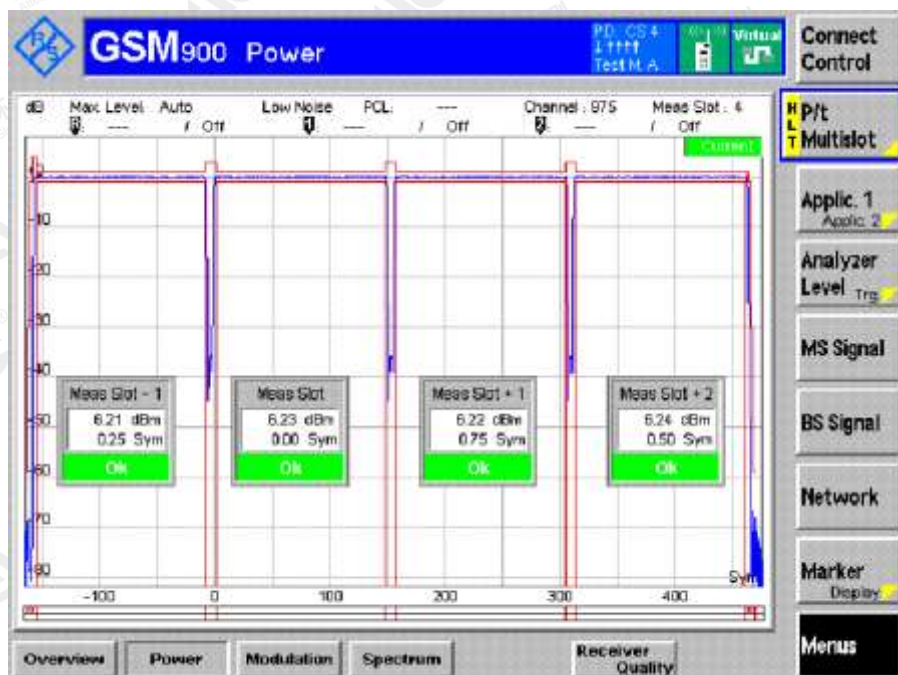 R/S
GSM900 Power
PD: CS 4
Test M. A
Virtual
Connect Control
dB Max. Level: Auto Low Noise PCL: --- Channel : 975 Meas Slot : 4
--- / Off 1 --- / Off 2 --- / Off
Current
HLT
P/t Multislot
Applic. 1
Applic. 2
Analyzer Level Trg
MS Signal
BS Signal
Network
Marker
Display
Menus
-10
-20
-30
-40
-50
-60
-70
-80
Meas Slot - 1
6.21 dBm
0.25 Sym
Ok
Meas Slot
6.23 dBm
0.00 Sym
Ok
Meas Slot + 1
6.22 dBm
0.75 Sym
Ok
Meas Slot + 2
6.24 dBm
0.50 Sym
Ok
Sym
-100 0 100 200 300 400
Overview Power Modulation Spectrum Receiver Quality